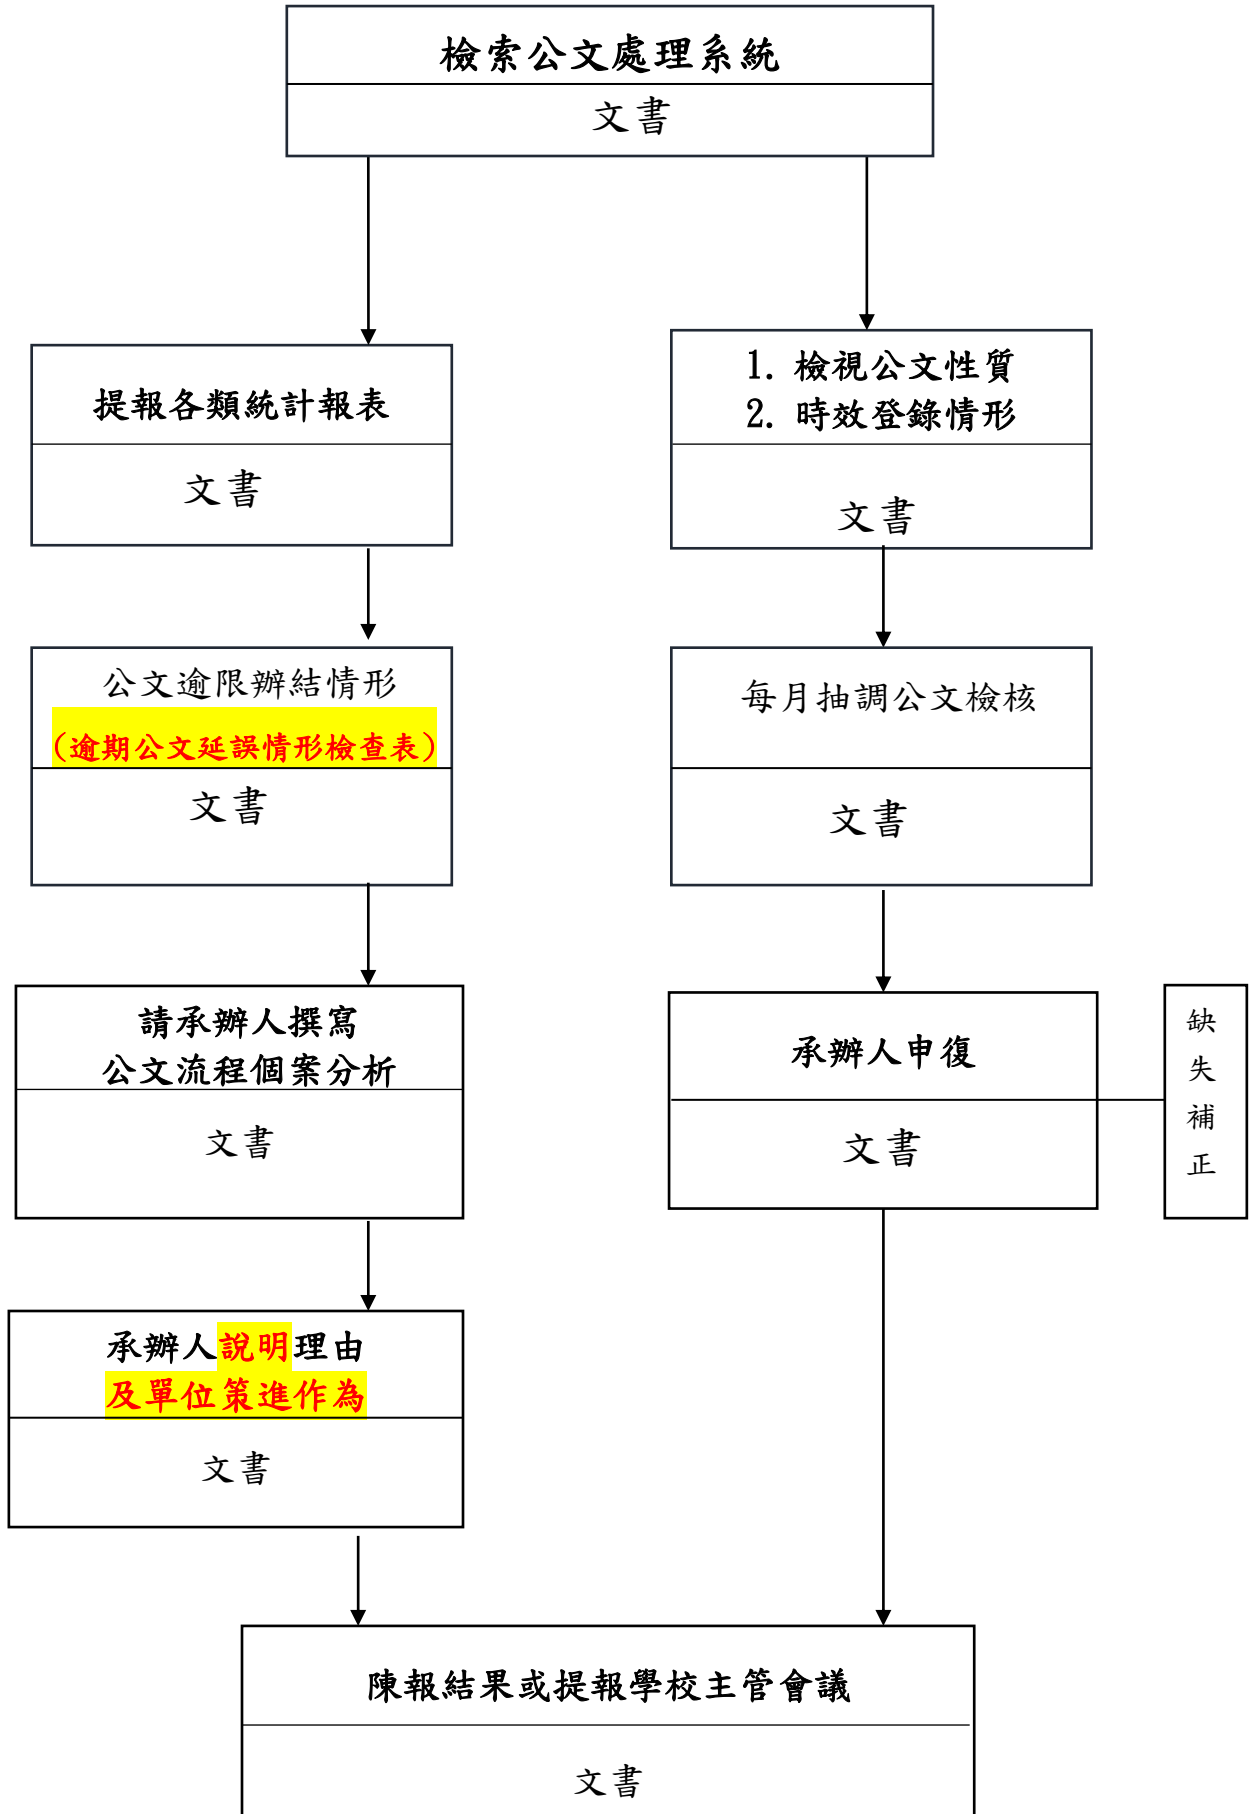 檢索公文處理系統
文書
提報各類統計報表
文書
1. 檢視公文性質
2. 時效登錄情形
文書
公文逾限辦結情形
(逾期公文延誤情形檢查表)
文書
每月抽調公文檢核
文書
請承辦人撰寫
公文流程個案分析
文書
承辦人申復
文書
缺
失
補
正
承辦人說明理由
及單位策進作為
文書
陳報結果或提報學校主管會議
文書